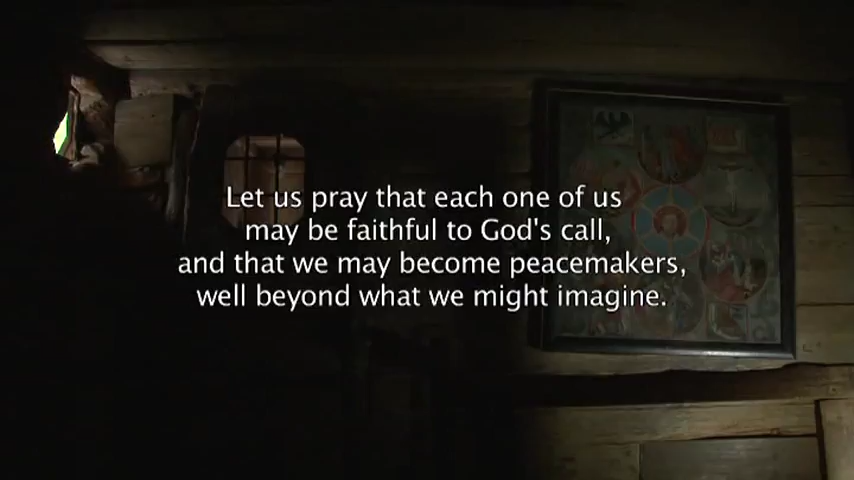 Let us pray that each one of us
may be faithful to God's call,
and that we may become peacemakers,
well beyond what we might imagine.